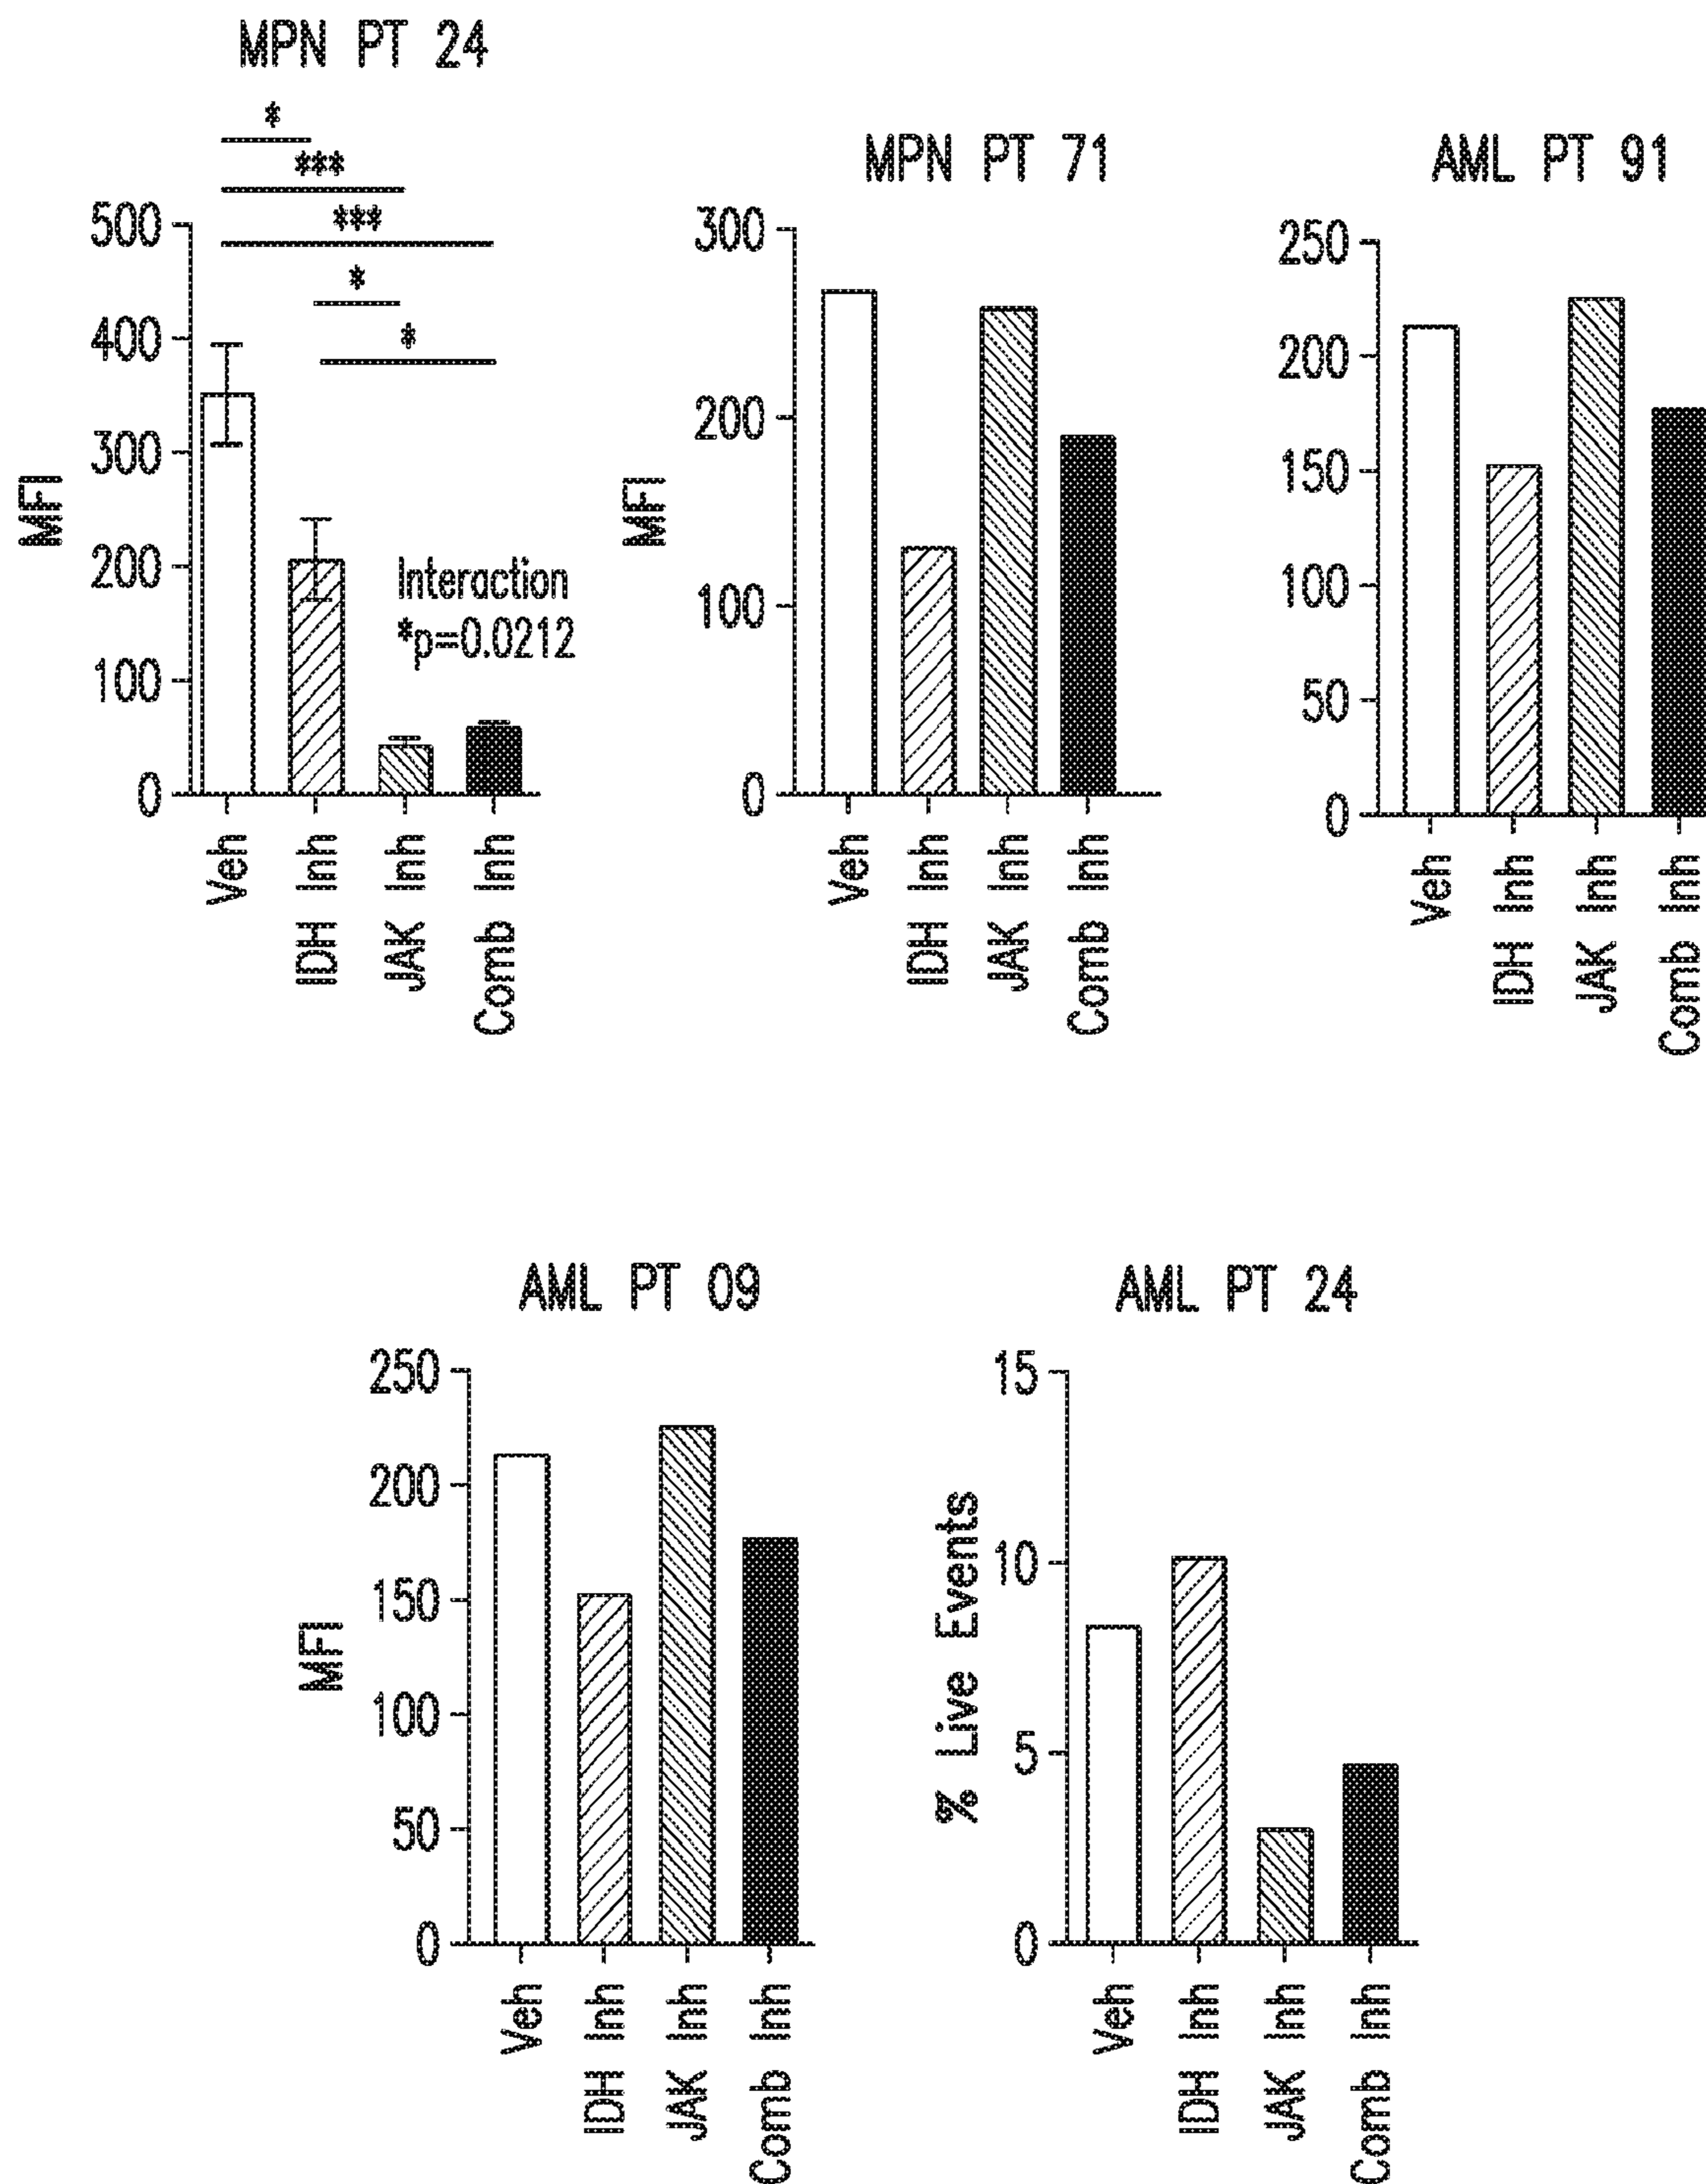 MPN PT 24
*
***
***
*
*
500
400
300
200
100
0
MFI
Interaction
*p=0.0212
Veh
IDH Inh
JAK Inh
Comb Inh
MPN PT 71
300
200
100
0
MFI
Veh
IDH Inh
JAK Inh
Comb Inh
AML PT 91
250
200
150
100
50
0
Veh
IDH Inh
JAK Inh
Comb Inh
AML PT 09
250
200
150
100
50
0
MFI
Veh
IDH Inh
JAK Inh
Comb Inh
AML PT 24
15
10
5
0
% Live Events
Veh
IDH Inh
JAK Inh
Comb Inh